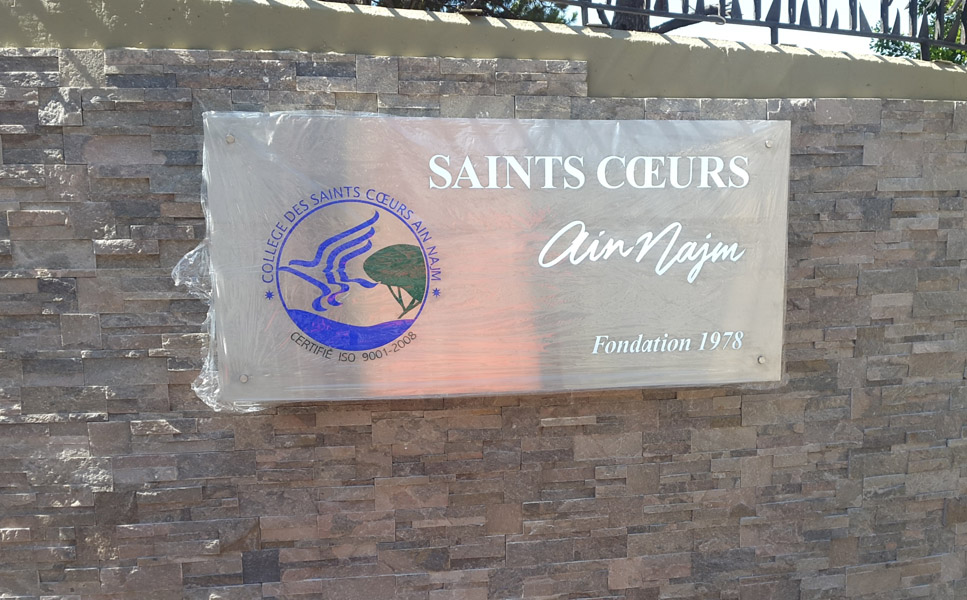 SAINTS CŒURS
Ain Najm
Fondation 1978
COLLEGE DES SAINTS CŒURS AIN NAJM
CERTIFIÉ ISO 9001-2008